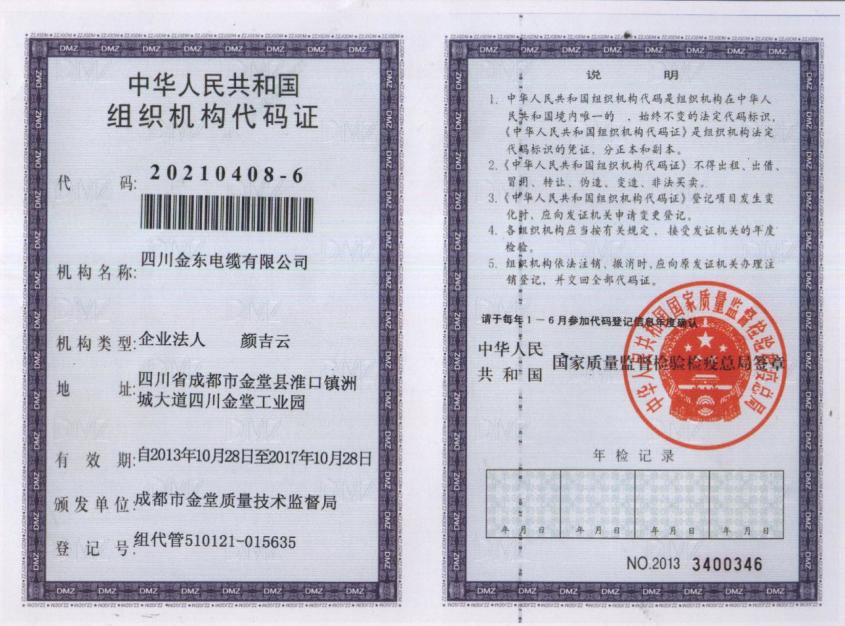 中华人民共和国
组织机构代码证
代 码: 20210408-6
机构名称: 四川金东电缆有限公司
机构类型: 企业法人 颜吉云
地 址: 四川省成都市金堂县淮口镇洲
城大道四川金堂工业园
有 效 期: 自2013年10月28日至2017年10月28日
颁发单位: 成都市金堂质量技术监督局
登 记 号: 组代管510121-015635
说 明
1. 中华人民共和国组织机构代码是组织机构在中华人
民共和国境内唯一的 、始终不变的法定代码标识,
《中华人民共和国组织机构代码证》是组织机构法定
代码标识的凭证，分正本和副本。
2.《中华人民共和国组织机构代码证》不得出租、出借、
冒用、转让、伪造、变造、非法买卖。
3.《中华人民共和国组织机构代码证》登记项目发生变
化时，应向发证机关申请变更登记。
4. 各组织机构应当按有关规定，接受发证机关的年度
检验。
5. 组织机构依法注销、撤消时，应向原发证机关办理注
销登记，并交回全部代码证。
请于每年1－6月参加代码登记信息年度确认
中华人民
共 和 国 国家质量监督检验检疫总局签章
中华人民共和国国家质量监督检验检疫总局
年 检 记 录
年 月 日 年 月 日 年 月 日 年 月 日
NO.2013 3400346